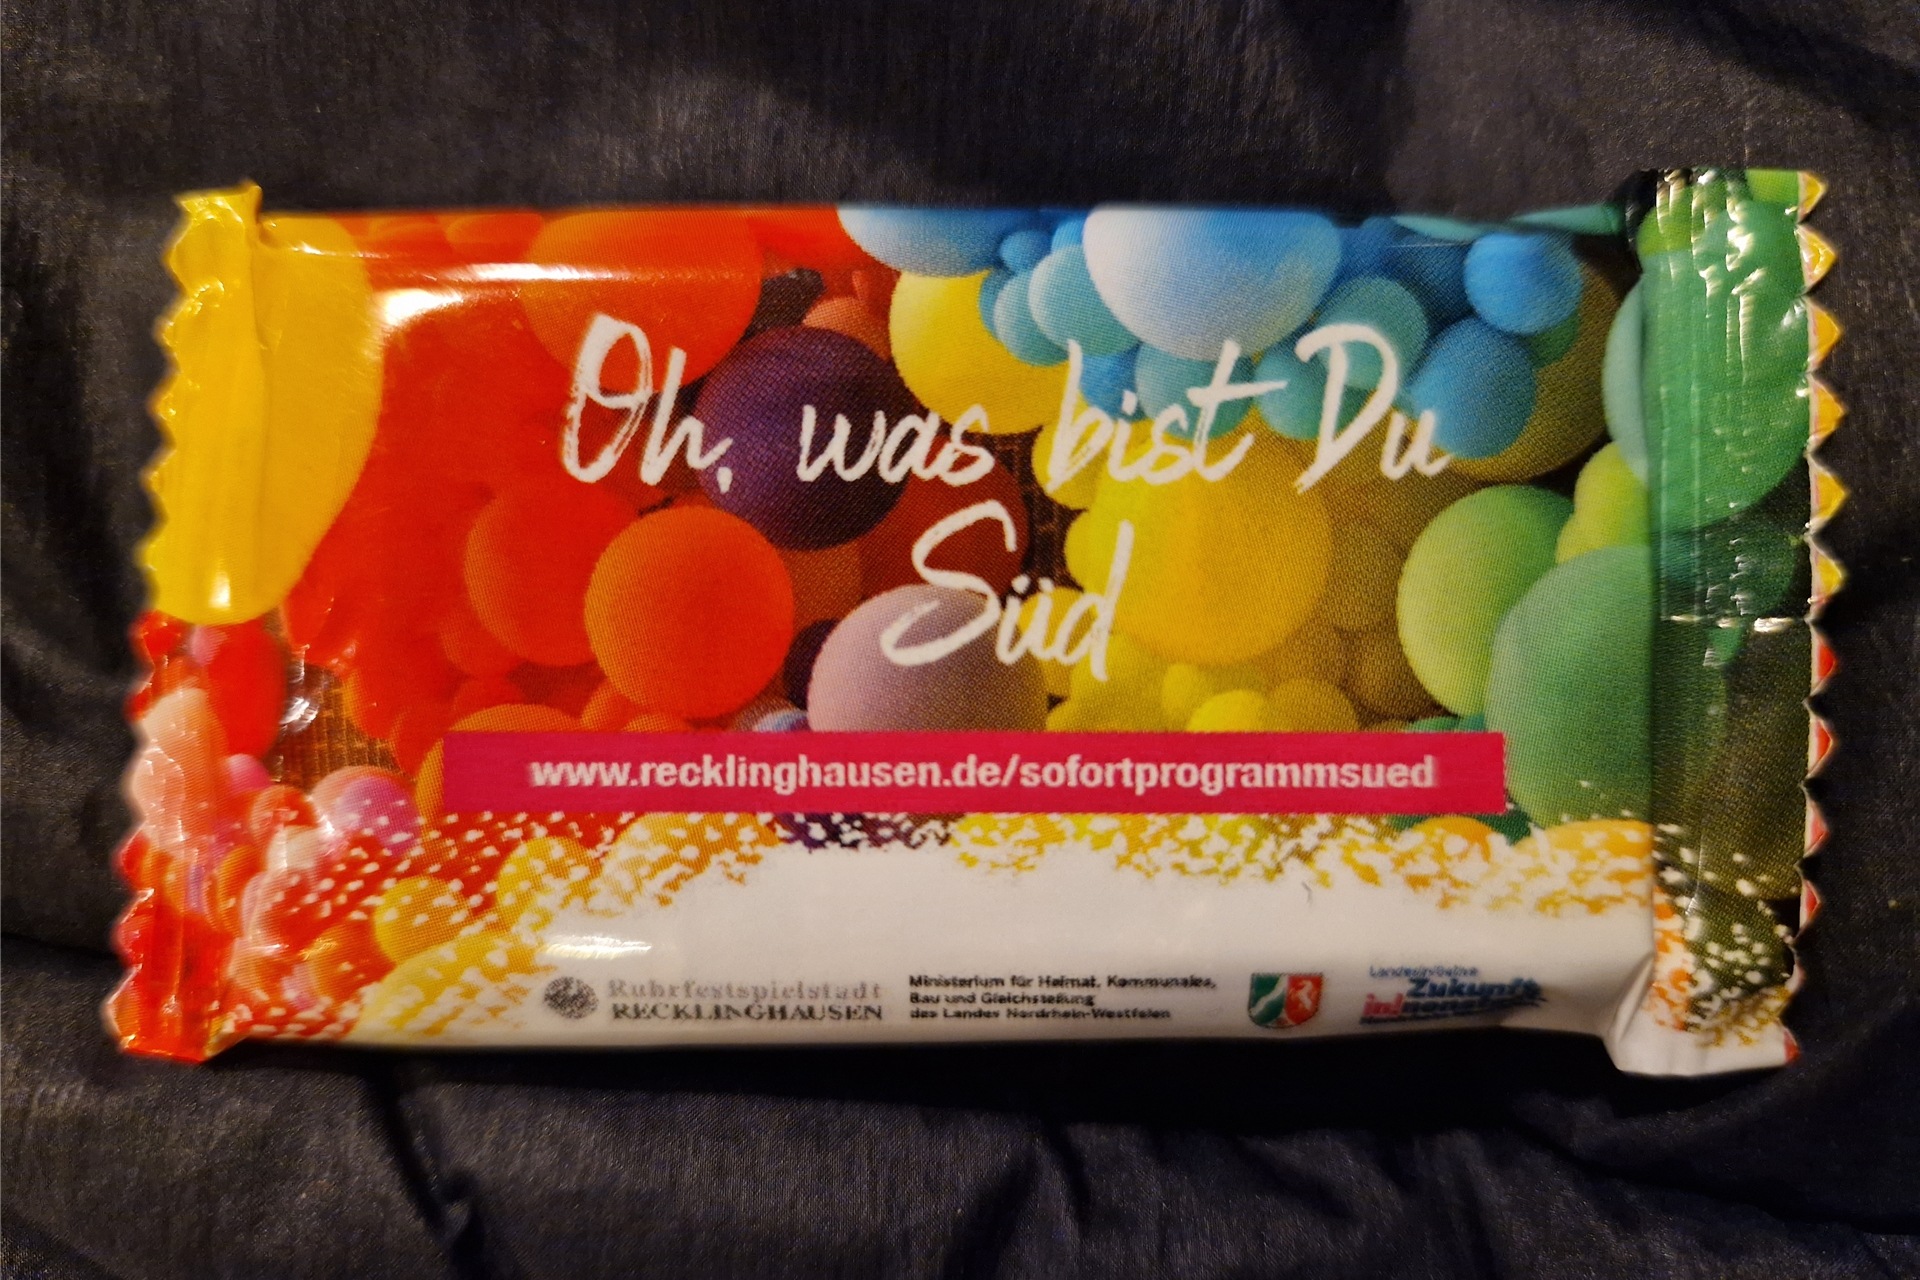 Oh, was bist Du
Süd
www.recklinghausen.de/sofortprogrammsued
Ruhrfestspielstadt
RECKLINGHAUSEN
Ministerium für Heimat, Kommunales,
Bau und Gleichstellung
des Landes Nordrhein-Westfalen
Landesinitiative
Zukunft.